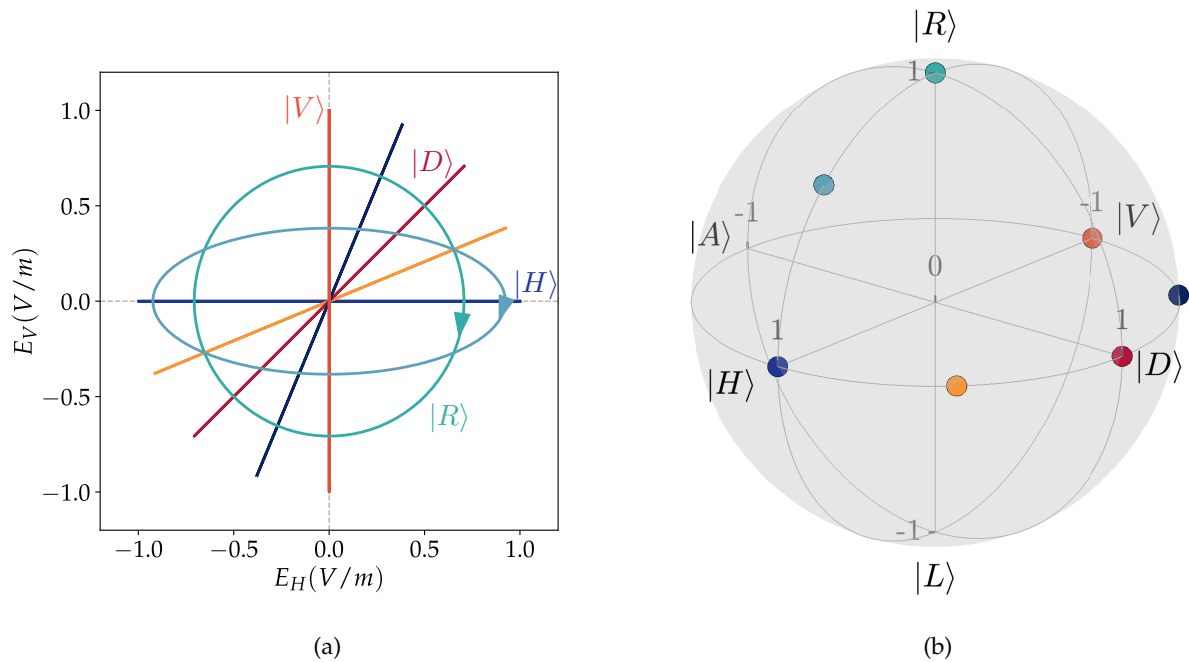 |R⟩
1.0
0.5
0.0
−0.5
−1.0
E_V(V/m)
−1.0
−0.5
0.0
0.5
1.0
E_H(V/m)
|V⟩
|D⟩
|H⟩
|R⟩
(a)
1
-1
-1
|V⟩
|A⟩
0
1
1
|H⟩
|D⟩
-1
|L⟩
(b)